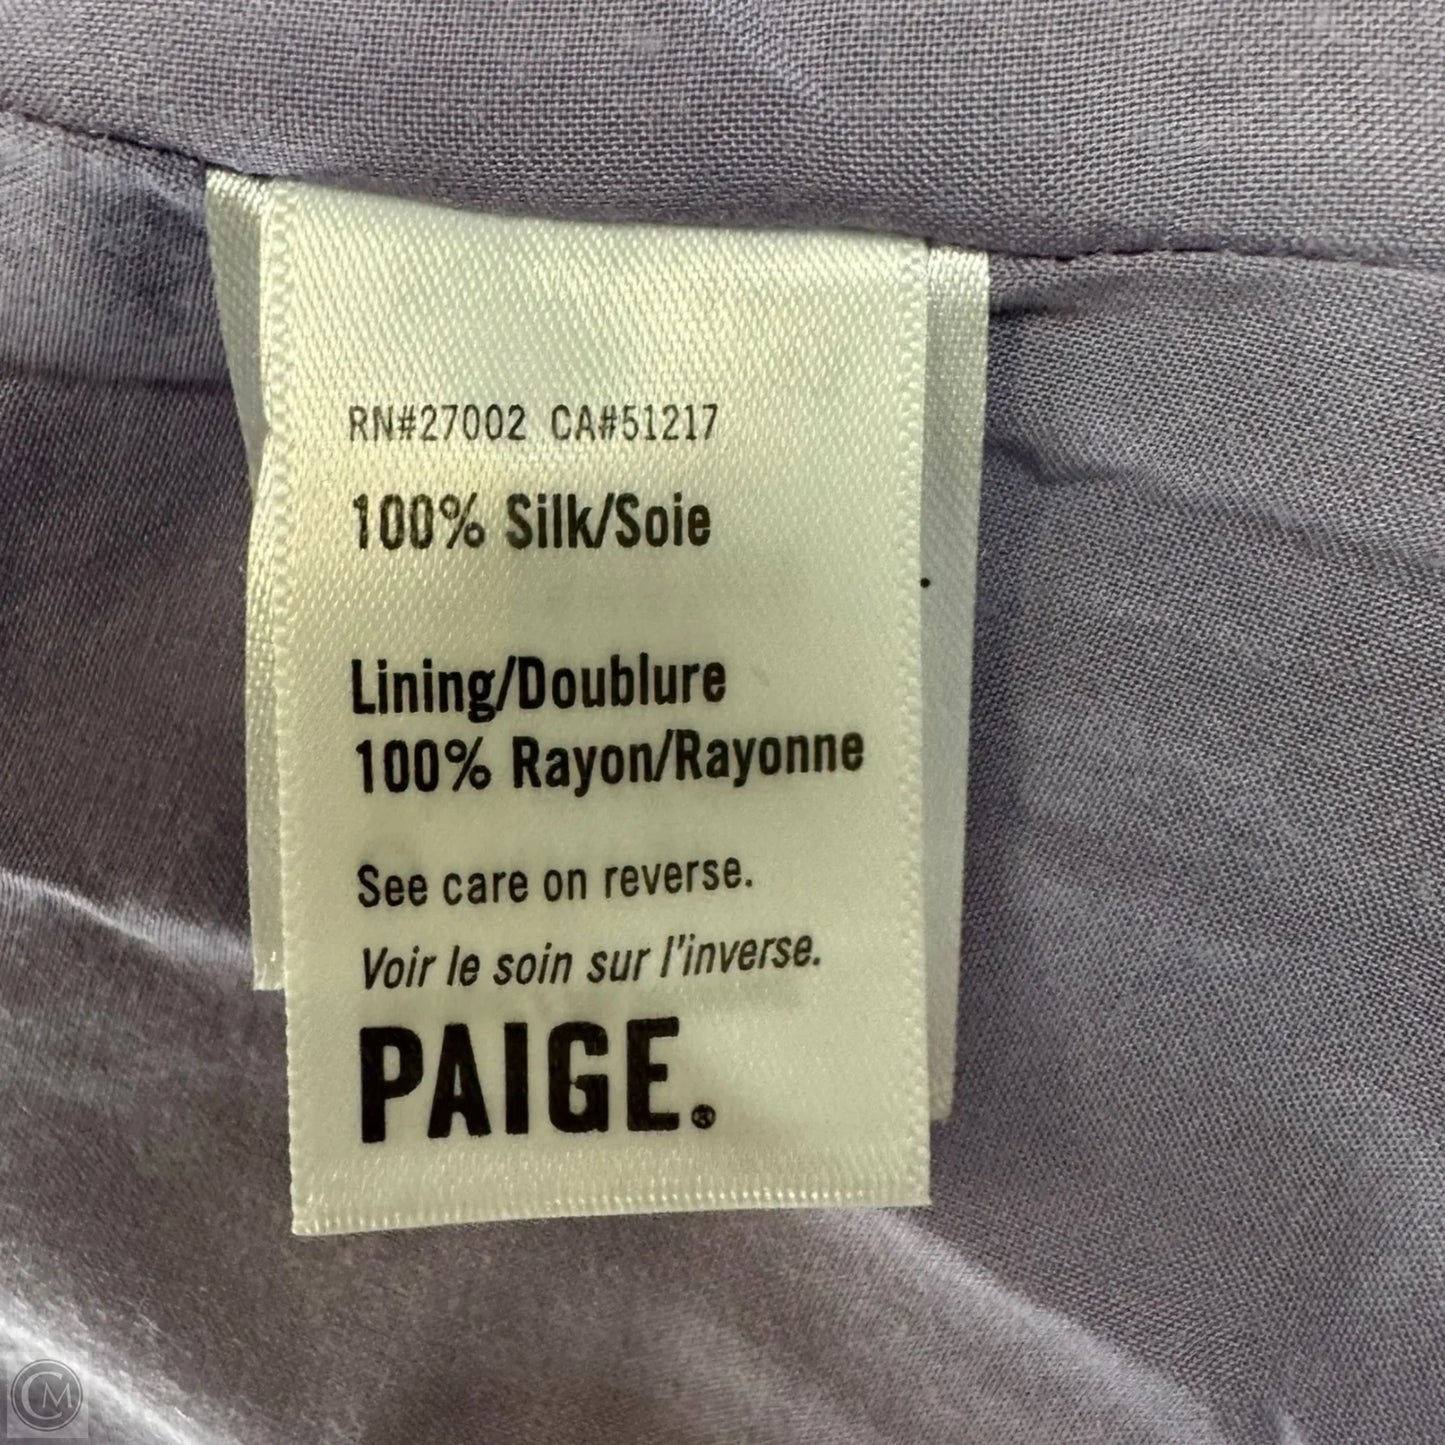 RN#27002 CA#51217
100% Silk/Soie
Lining/Doublure
100% Rayon/Rayonne
See care on reverse.
Voir le soin sur l'inverse.
PAIGE.®
CM